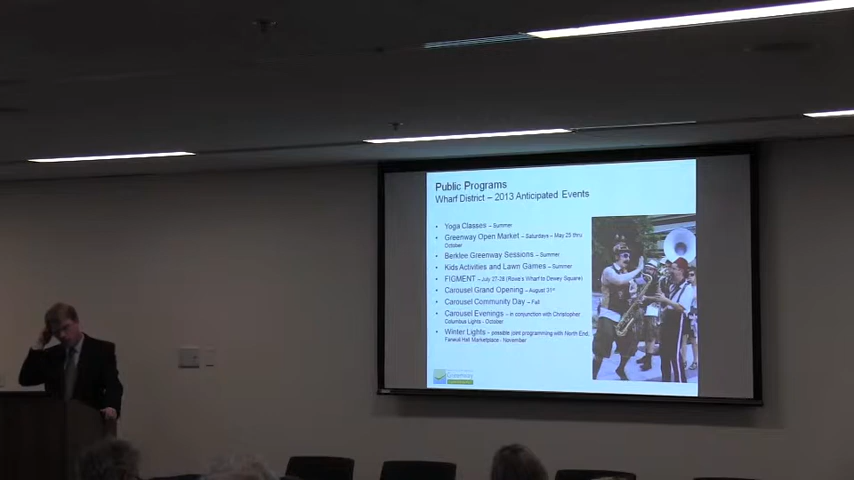 Public Programs
Wharf District – 2013 Anticipated Events
• Yoga Classes – Summer
• Greenway Open Market – Saturdays – May 25 thru
October
• Berklee Greenway Sessions – Summer
• Kids Activities and Lawn Games – Summer
• FIGMENT – July 27-28 (Rowe's Wharf to Dewey Square)
• Carousel Grand Opening – August 31st
• Carousel Community Day – Fall
• Carousel Evenings – in conjunction with Christopher
Columbus Lights - October
• Winter Lights – possible joint programming with North End,
Faneuil Hall Marketplace - November
Greenway